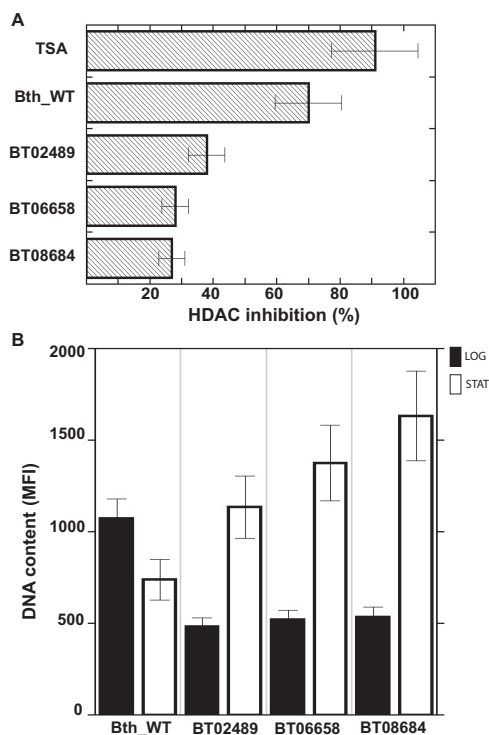 A
TSA
Bth_WT
BT02489
BT06658
BT08684
20 40 60 80 100
HDAC inhibition (%)
B
2000
1500
1000
500
0
DNA content (MFI)
LOG
STAT
Bth_WT BT02489 BT06658 BT08684